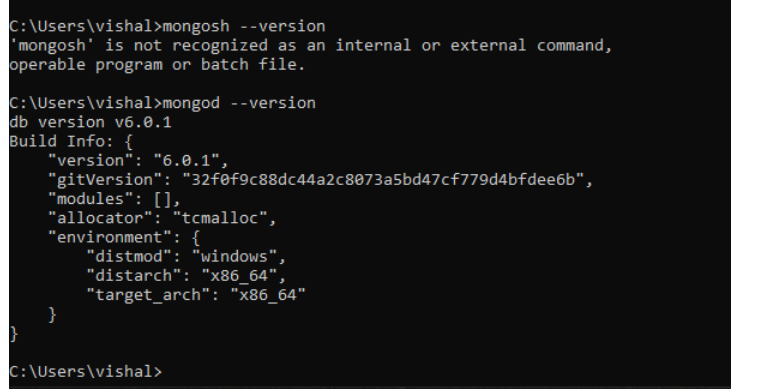 C:\Users\vishal>mongosh --version
'mongosh' is not recognized as an internal or external command,
operable program or batch file.
C:\Users\vishal>mongod --version
db version v6.0.1
Build Info: {
    "version": "6.0.1",
    "gitVersion": "32f0f9c88dc44a2c8073a5bd47cf779d4bfdee6b",
    "modules": [],
    "allocator": "tcmalloc",
    "environment": {
        "distmod": "windows",
        "distarch": "x86_64",
        "target_arch": "x86_64"
    }
}
C:\Users\vishal>